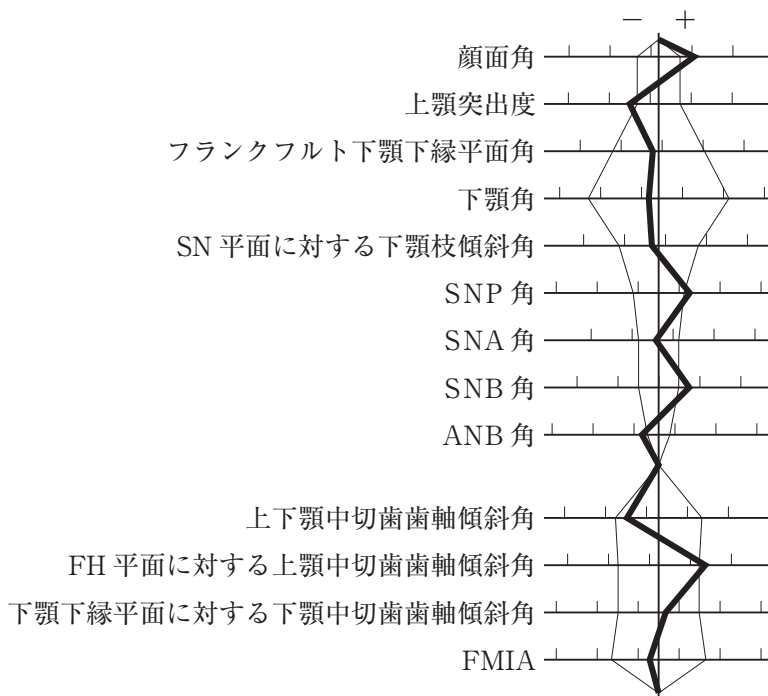 − +
顔面角
上顎突出度
フランクフルト下顎下縁平面角
下顎角
SN 平面に対する下顎枝傾斜角
SNP 角
SNA 角
SNB 角
ANB 角
上下顎中切歯歯軸傾斜角
FH 平面に対する上顎中切歯歯軸傾斜角
下顎下縁平面に対する下顎中切歯歯軸傾斜角
FMIA